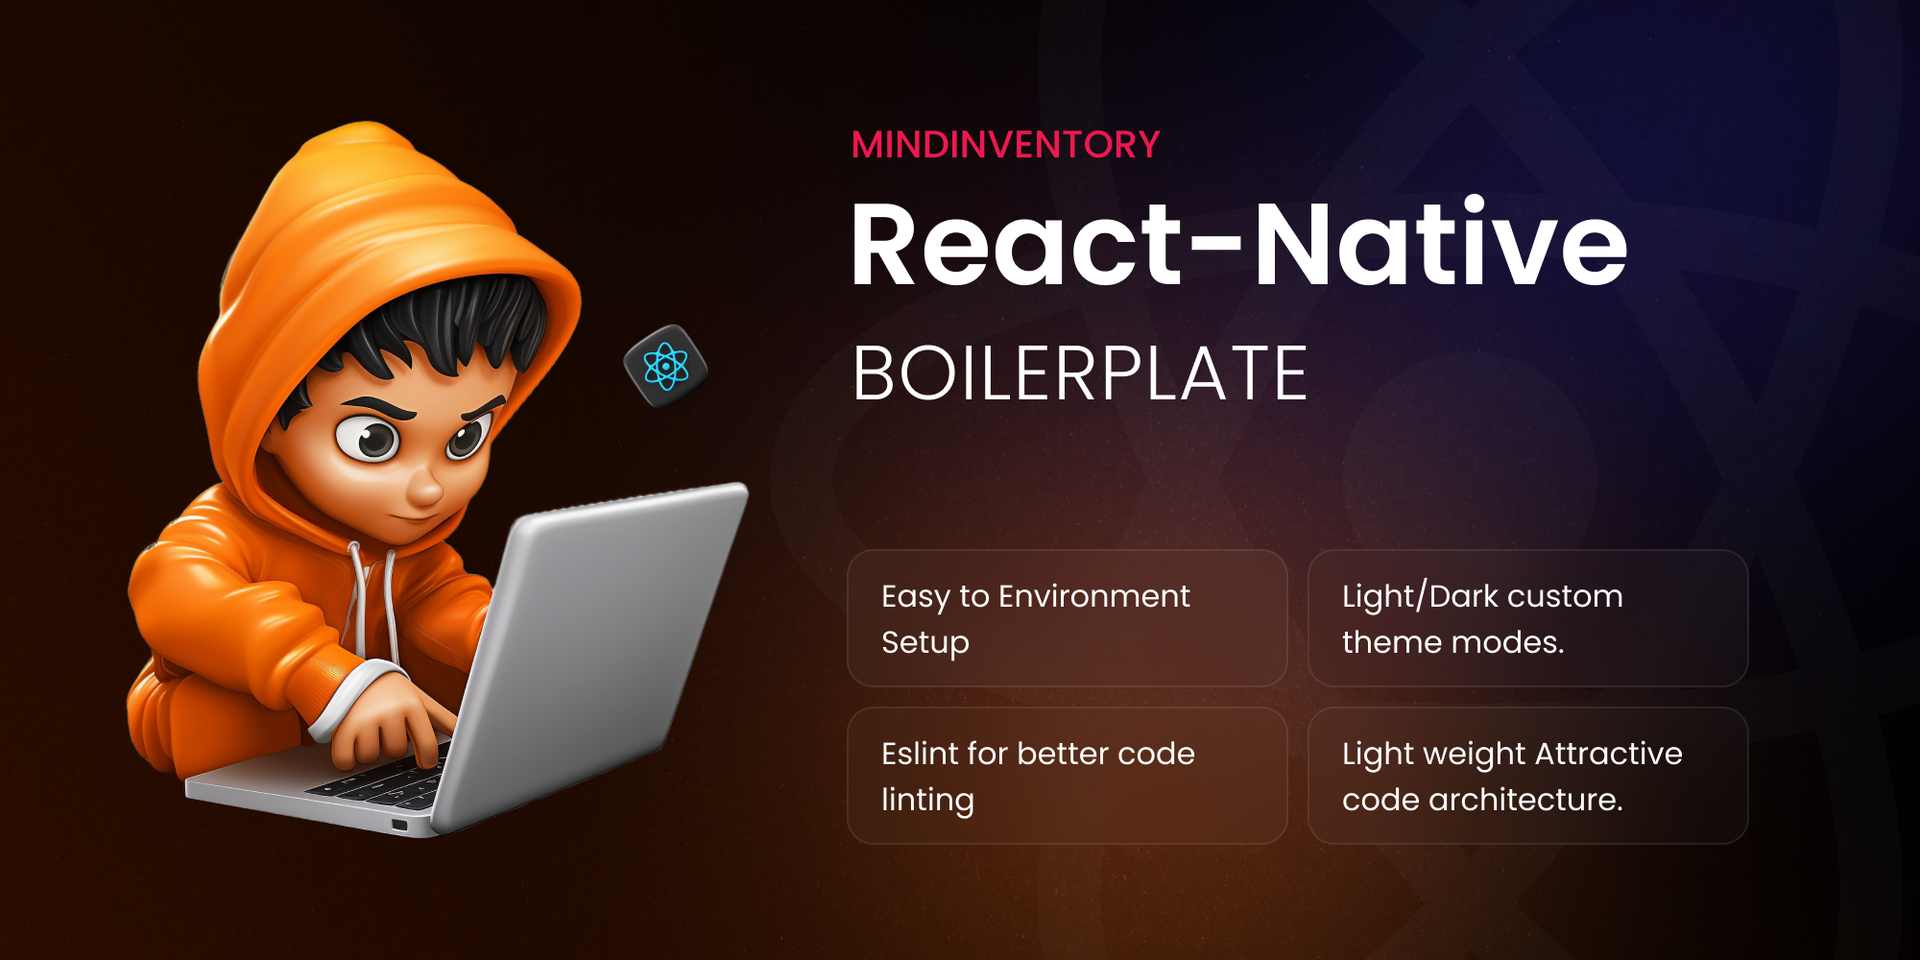 MINDINVENTORY
React-Native
BOILERPLATE
Easy to Environment
Setup
Light/Dark custom
theme modes.
Eslint for better code
linting
Light weight Attractive
code architecture.